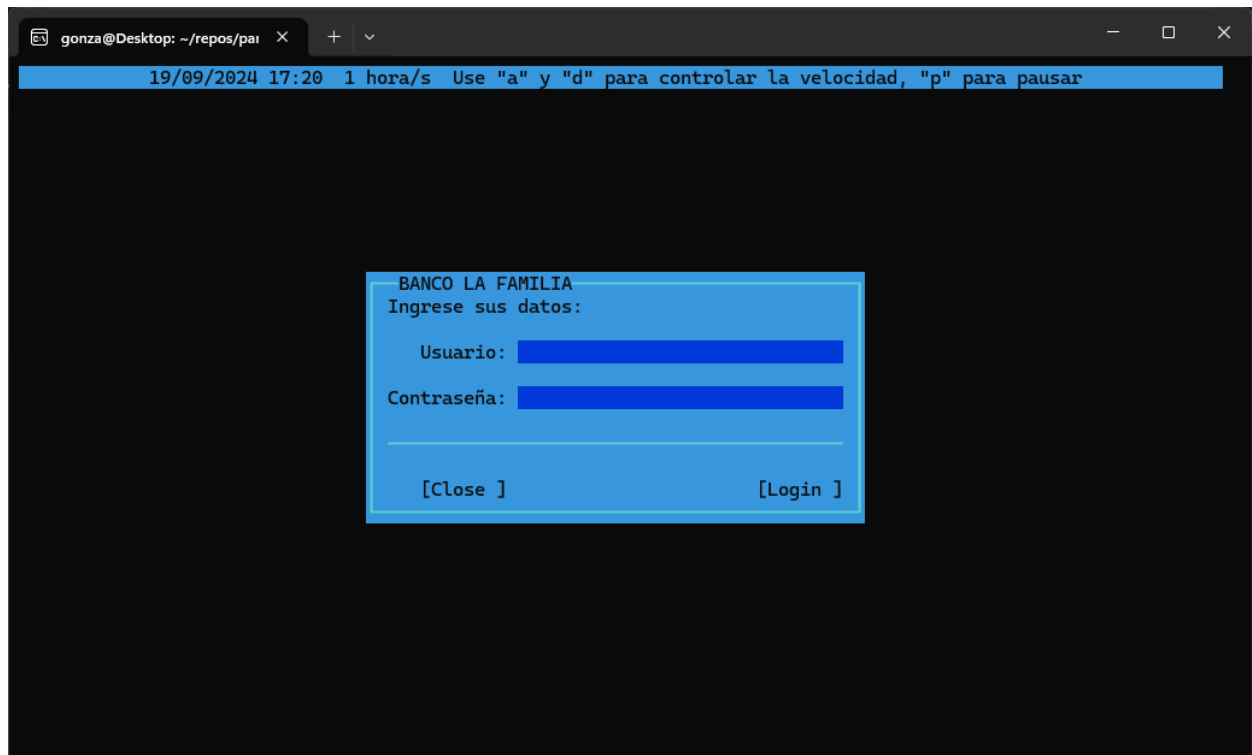 gonza@Desktop: ~/repos/par
19/09/2024 17:20  1 hora/s  Use "a" y "d" para controlar la velocidad, "p" para pausar
BANCO LA FAMILIA
Ingrese sus datos:
Usuario:
Contraseña:
[Close ] [Login ]